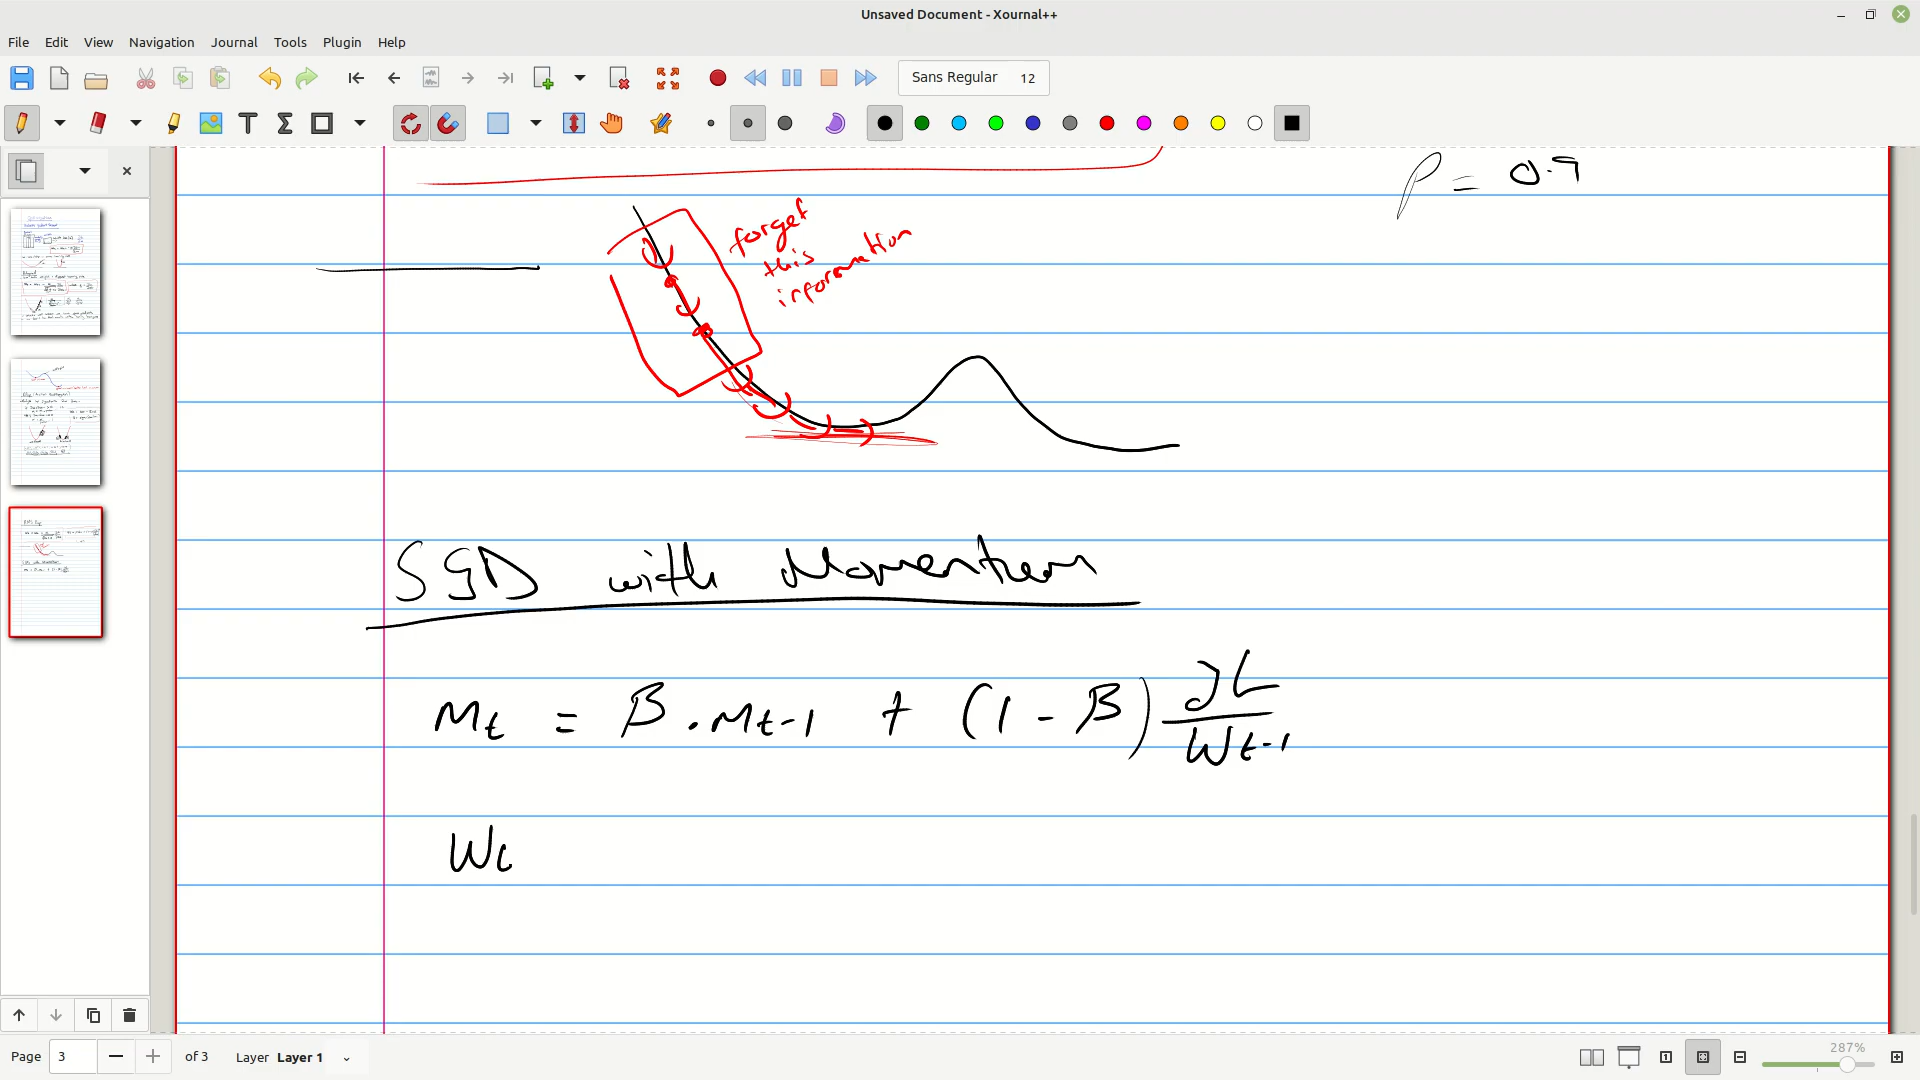 Unsaved Document - Xournal++
File Edit View Navigation Journal Tools Plugin Help
Sans Regular 12
ρ = 0.9
forget
this
information
SGD with Momentum
Mt = β . Mt-1 + (1 - β) ∂L
Wt-1
Wt
Page 3 of 3 Layer Layer 1
287%